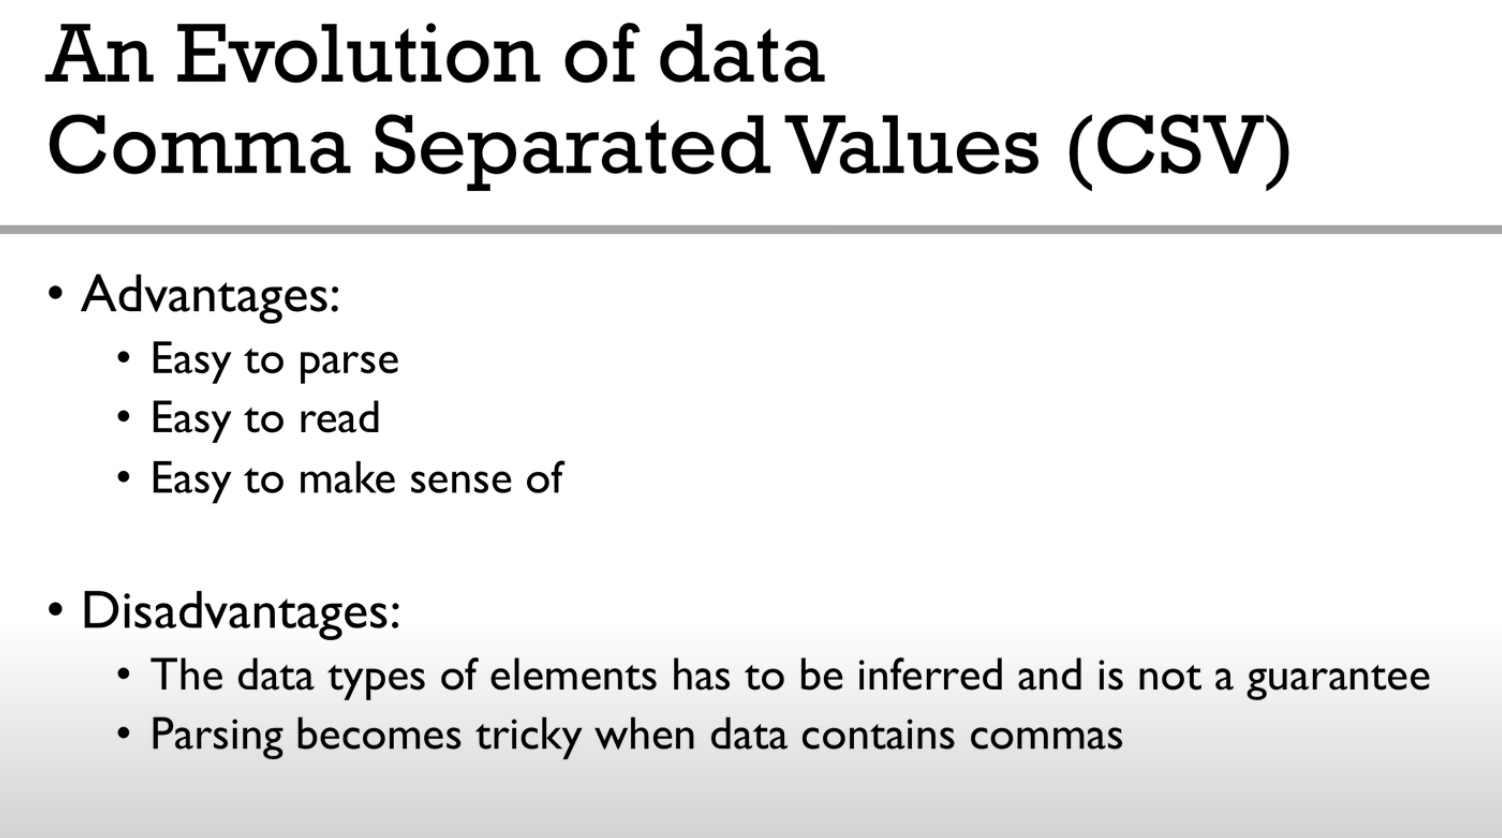 An Evolution of data
Comma Separated Values (CSV)
• Advantages:
• Easy to parse
• Easy to read
• Easy to make sense of
• Disadvantages:
• The data types of elements has to be inferred and is not a guarantee
• Parsing becomes tricky when data contains commas